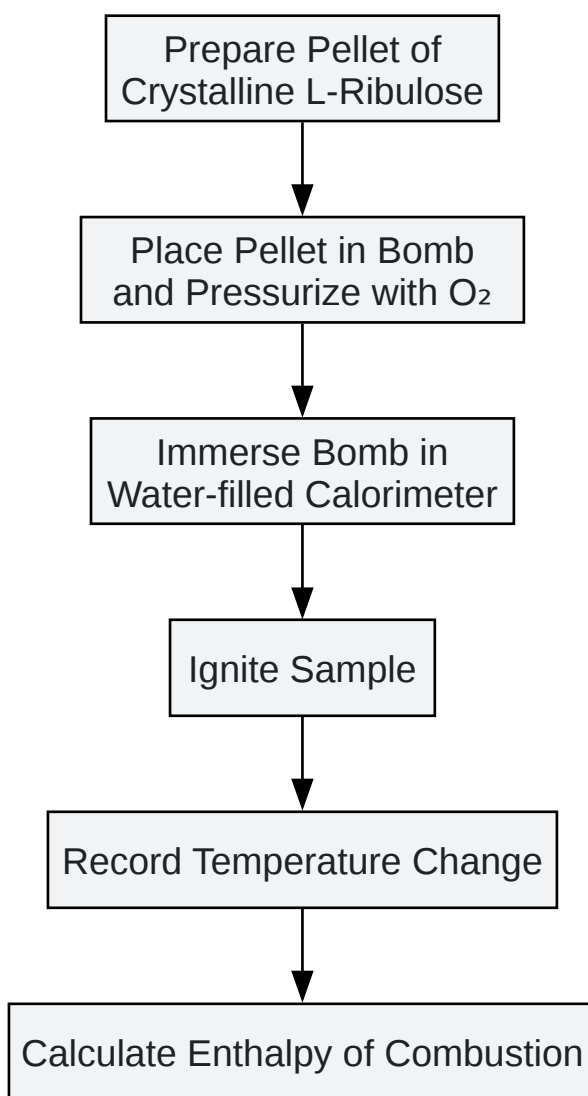 Prepare Pellet of
Crystalline L-Ribulose
Place Pellet in Bomb
and Pressurize with O₂
Immerse Bomb in
Water-filled Calorimeter
Ignite Sample
Record Temperature Change
Calculate Enthalpy of Combustion